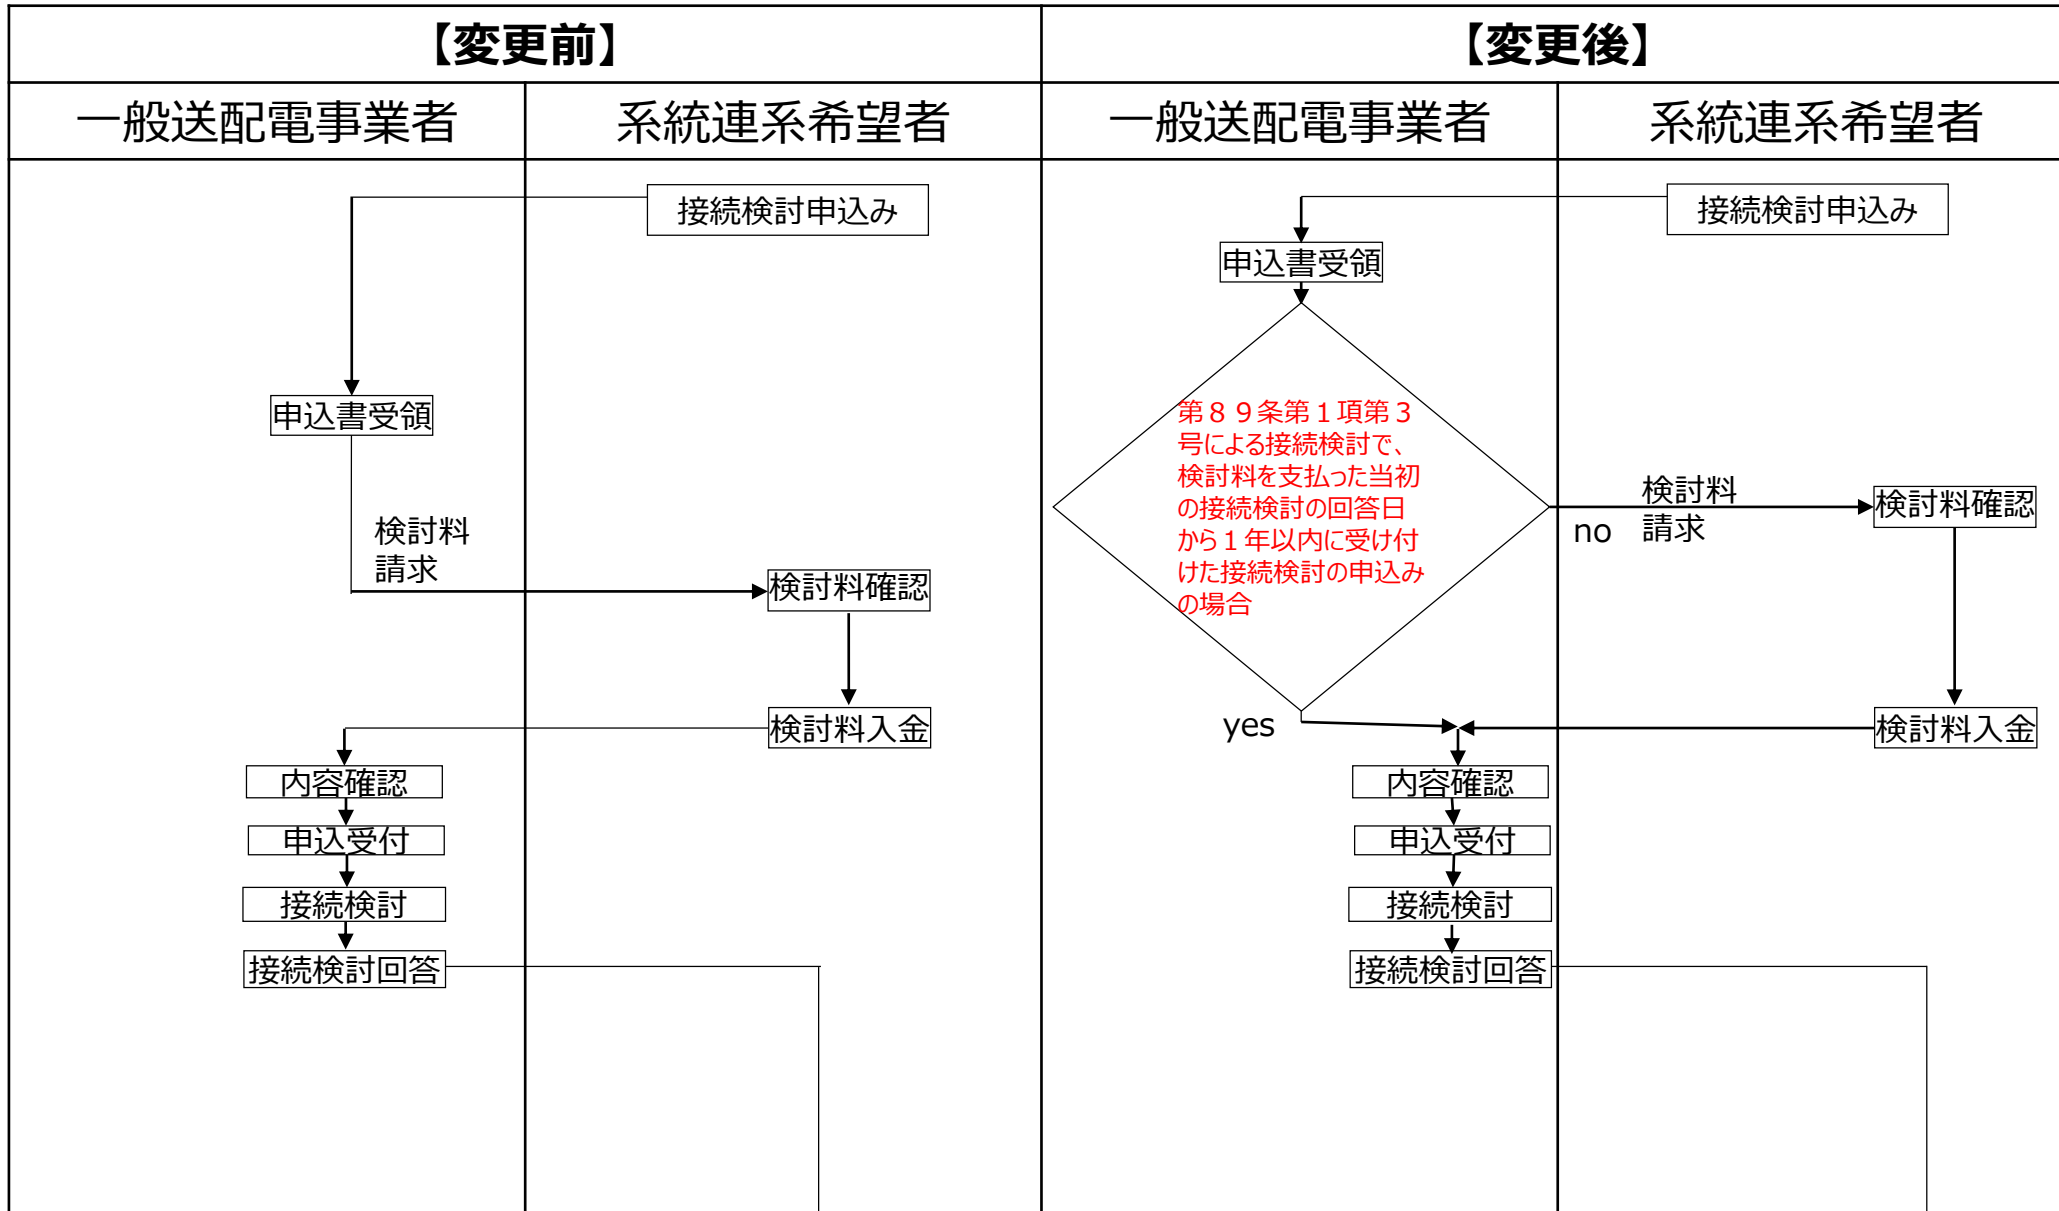 【変更前】
【変更後】
一般送配電事業者
系統連系希望者
一般送配電事業者
系統連系希望者
接続検討申込み
申込書受領
検討料
請求
検討料確認
検討料入金
内容確認
申込受付
接続検討
接続検討回答
接続検討申込み
申込書受領
第８９条第１項第３
号による接続検討で、
検討料を支払った当初
の接続検討の回答日
から１年以内に受け付
けた接続検討の申込み
の場合
no
検討料
請求
検討料確認
検討料入金
yes
内容確認
申込受付
接続検討
接続検討回答